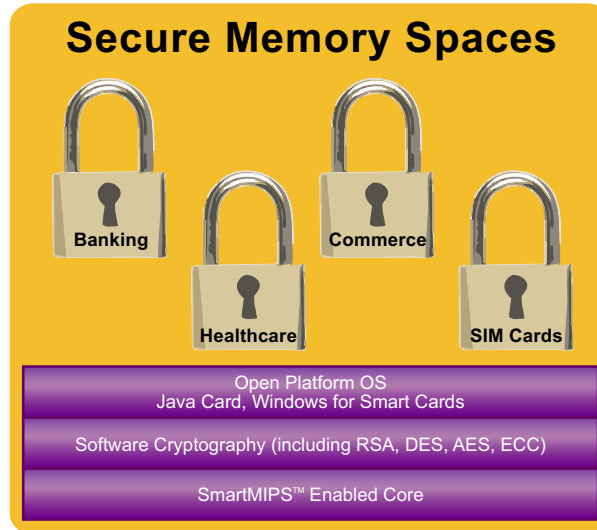 Secure Memory Spaces
Banking
Commerce
Healthcare
SIM Cards
Open Platform OS
Java Card, Windows for Smart Cards
Software Cryptography (including RSA, DES, AES, ECC)
SmartMIPS™ Enabled Core